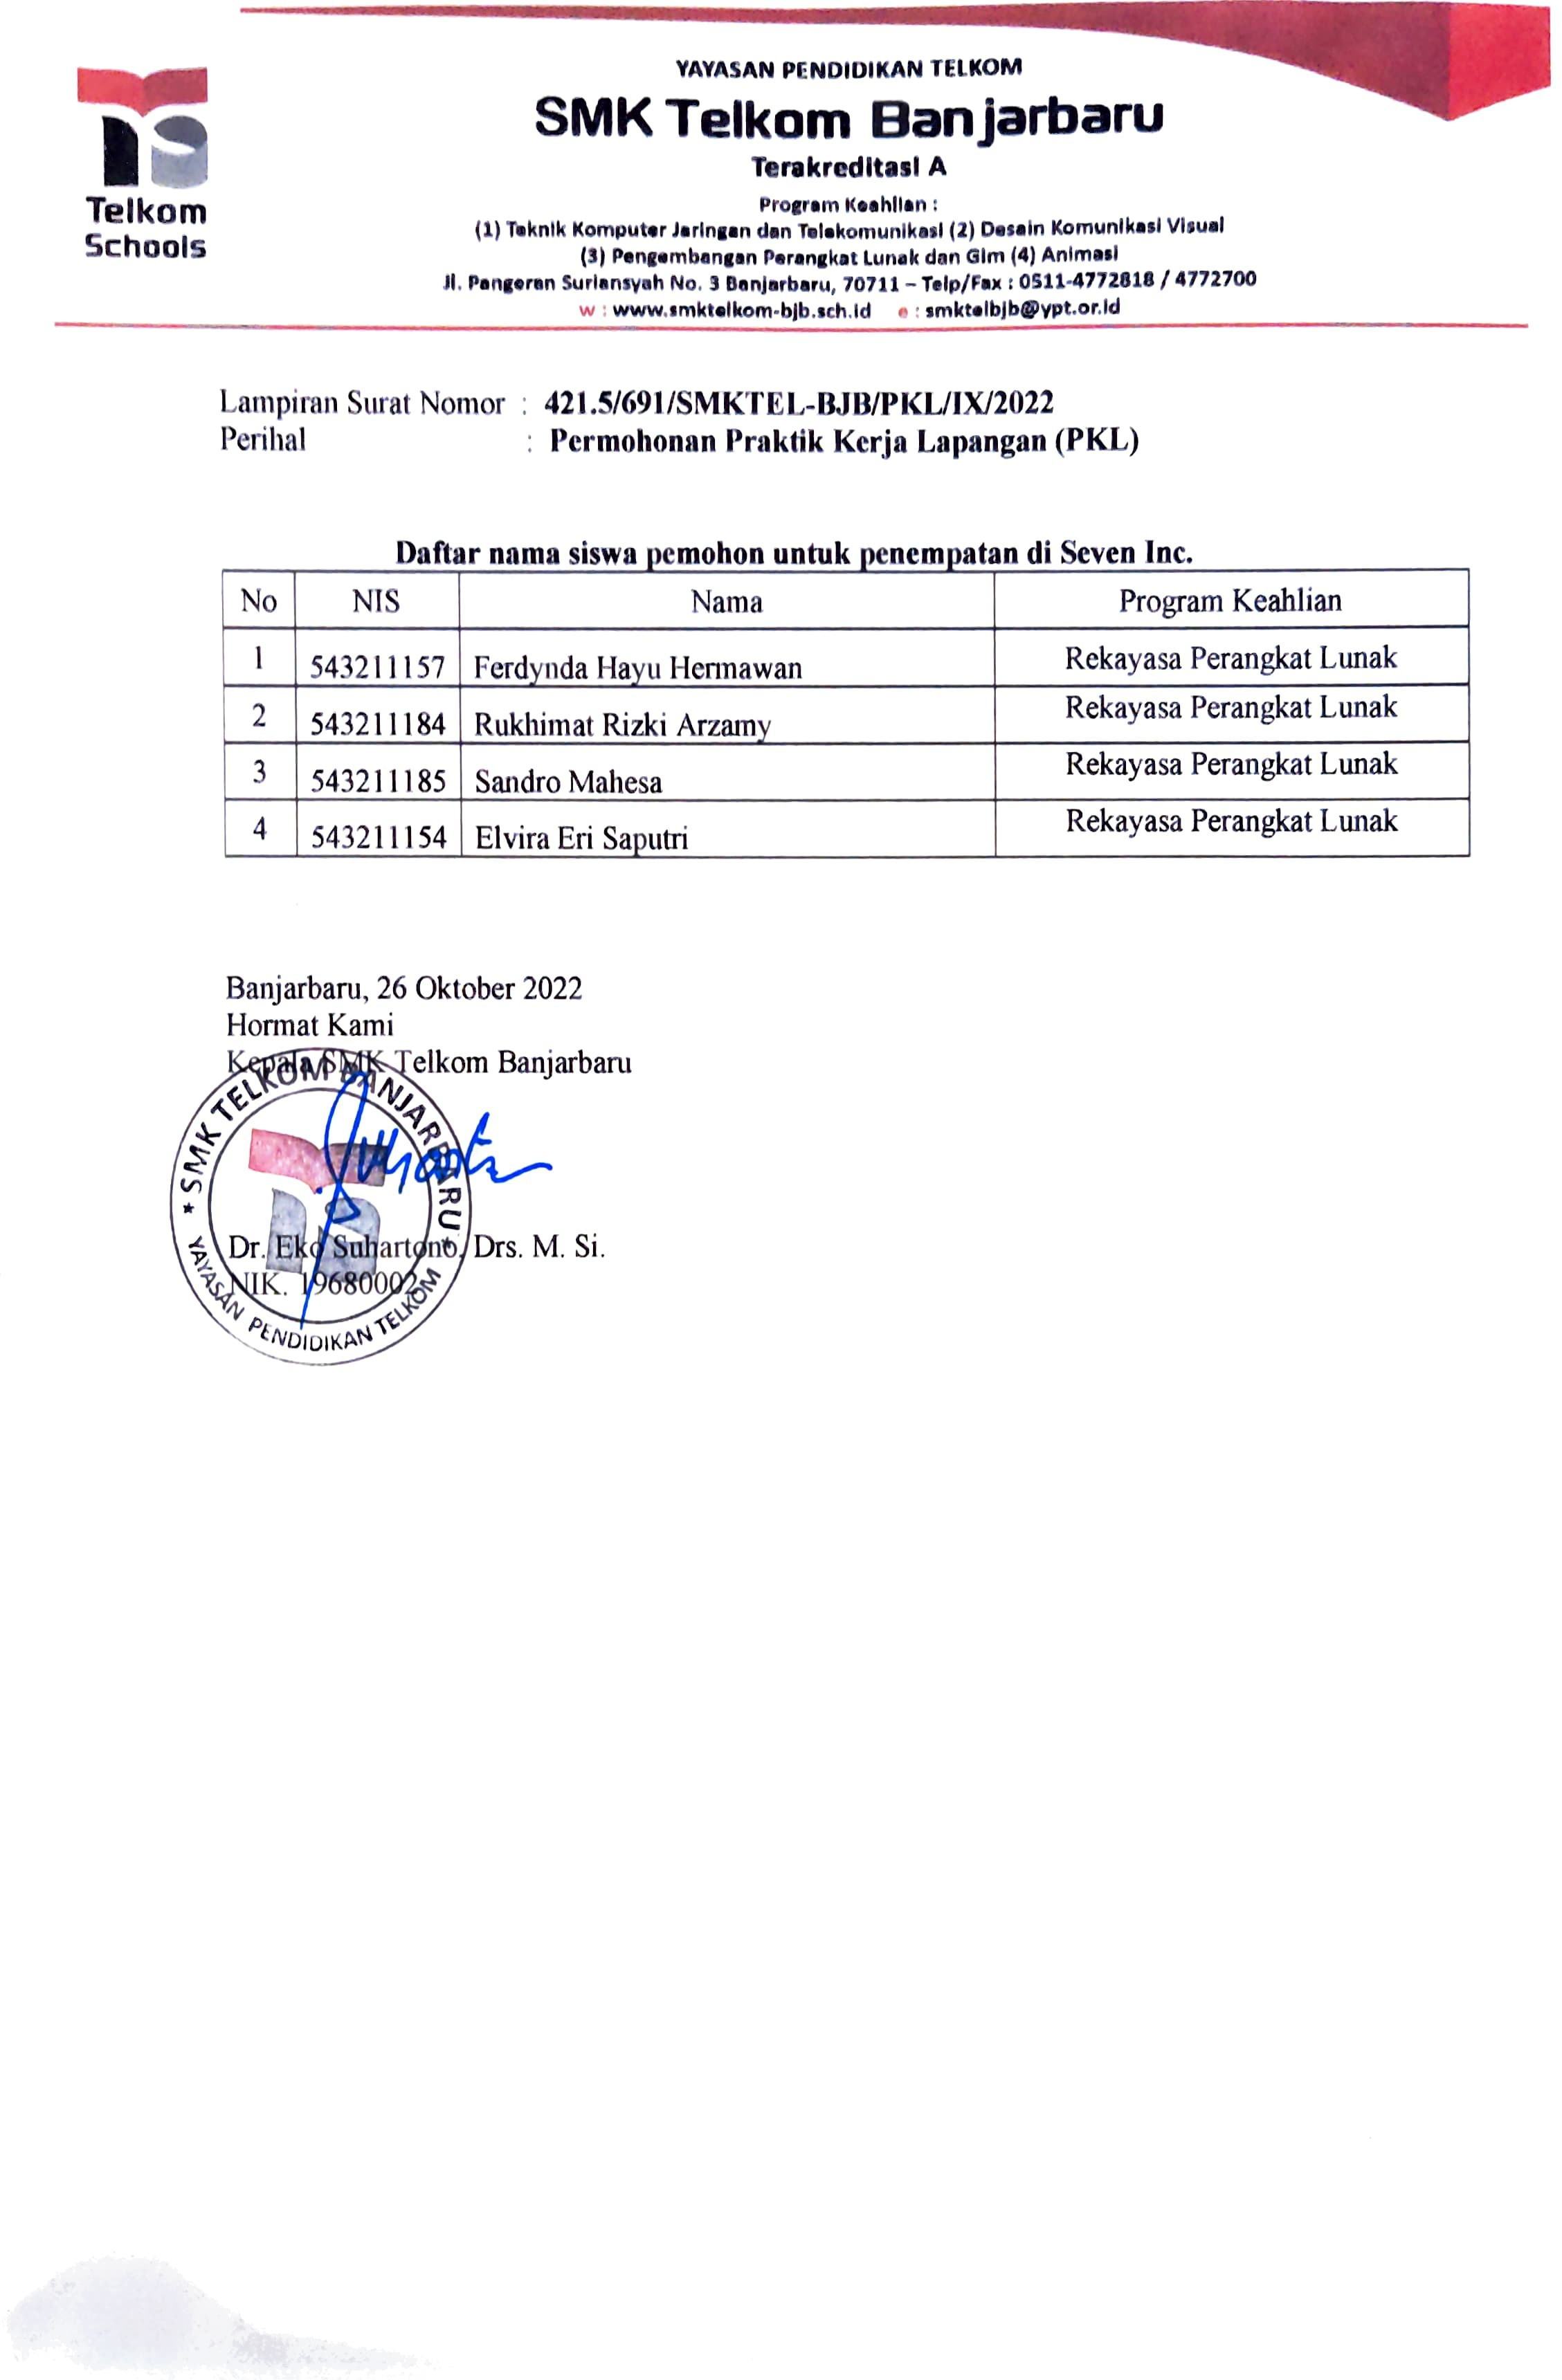 YAYASAN PENDIDIKAN TELKOM
SMK Telkom Banjarbaru
Terakreditasi A
Program Keahlian :
(1) Teknik Komputer Jaringan dan Telekomunikasi (2) Desain Komunikasi Visual
(3) Pengembangan Perangkat Lunak dan Gim (4) Animasi
Jl. Pangeran Suriansyah No. 3 Banjarbaru, 70711 – Telp/Fax : 0511-4772818 / 4772700
w : www.smktelkom-bjb.sch.id e : smktelbjb@ypt.or.id
Telkom
Schools
Lampiran Surat Nomor : 421.5/691/SMKTEL-BJB/PKL/IX/2022
Perihal : Permohonan Praktik Kerja Lapangan (PKL)
Daftar nama siswa pemohon untuk penempatan di Seven Inc.
No NIS Nama Program Keahlian
1 543211157 Ferdynda Hayu Hermawan Rekayasa Perangkat Lunak
2 543211184 Rukhimat Rizki Arzamy Rekayasa Perangkat Lunak
3 543211185 Sandro Mahesa Rekayasa Perangkat Lunak
4 543211154 Elvira Eri Saputri Rekayasa Perangkat Lunak
Banjarbaru, 26 Oktober 2022
Hormat Kami
Kepala SMK Telkom Banjarbaru
SMK TELKOM BANJARBARU
YAYASAN PENDIDIKAN TELKOM
Dr. Eko Suhartono, Drs. M. Si.
NIK. 19680002